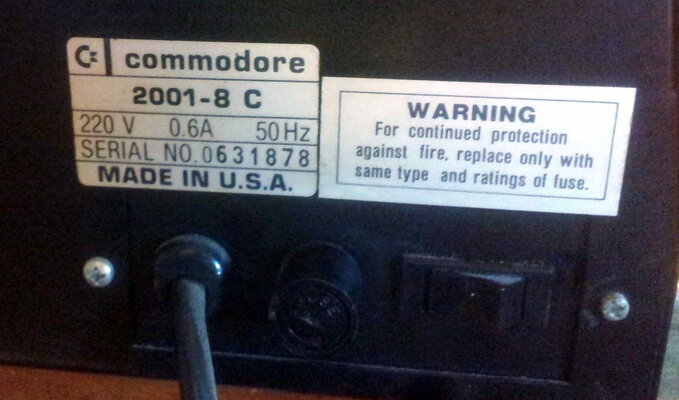 commodore
2001-8 C
220 V 0.6A 50 Hz
SERIAL NO. 0631878
MADE IN U.S.A.
WARNING
For continued protection
against fire, replace only with
same type and ratings of fuse.